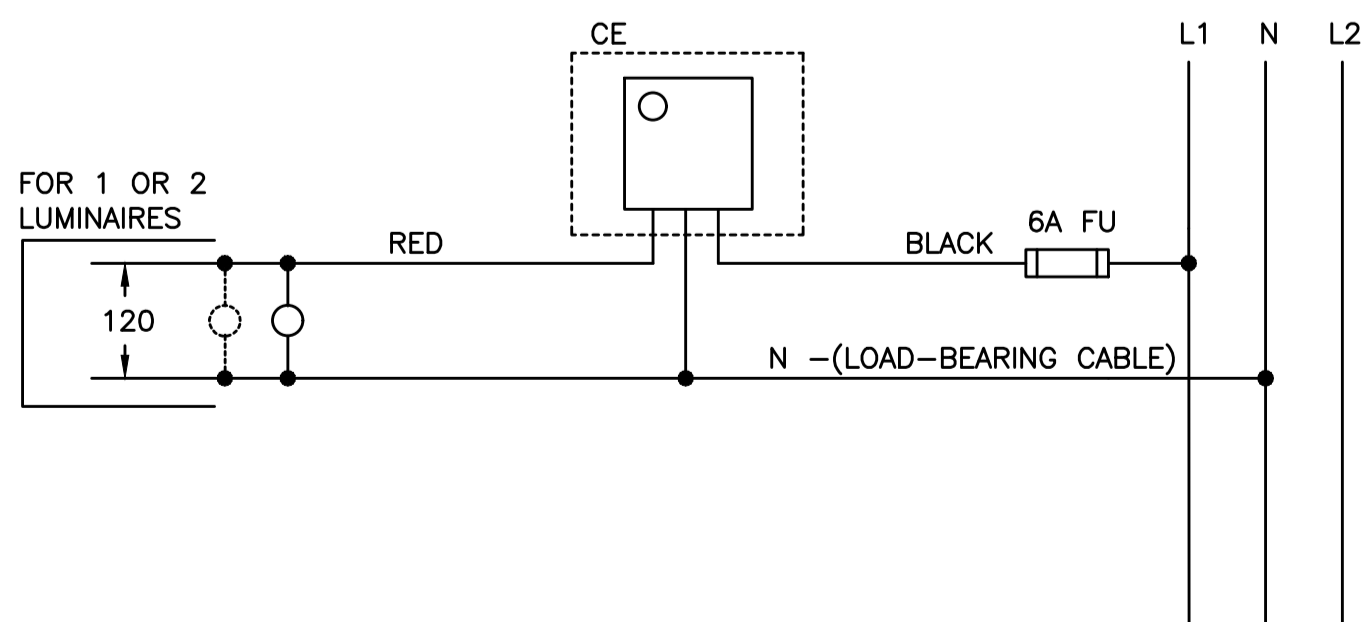 CE
L1 N L2
FOR 1 OR 2
LUMINAIRES
RED
BLACK
6A FU
120
N -(LOAD-BEARING CABLE)